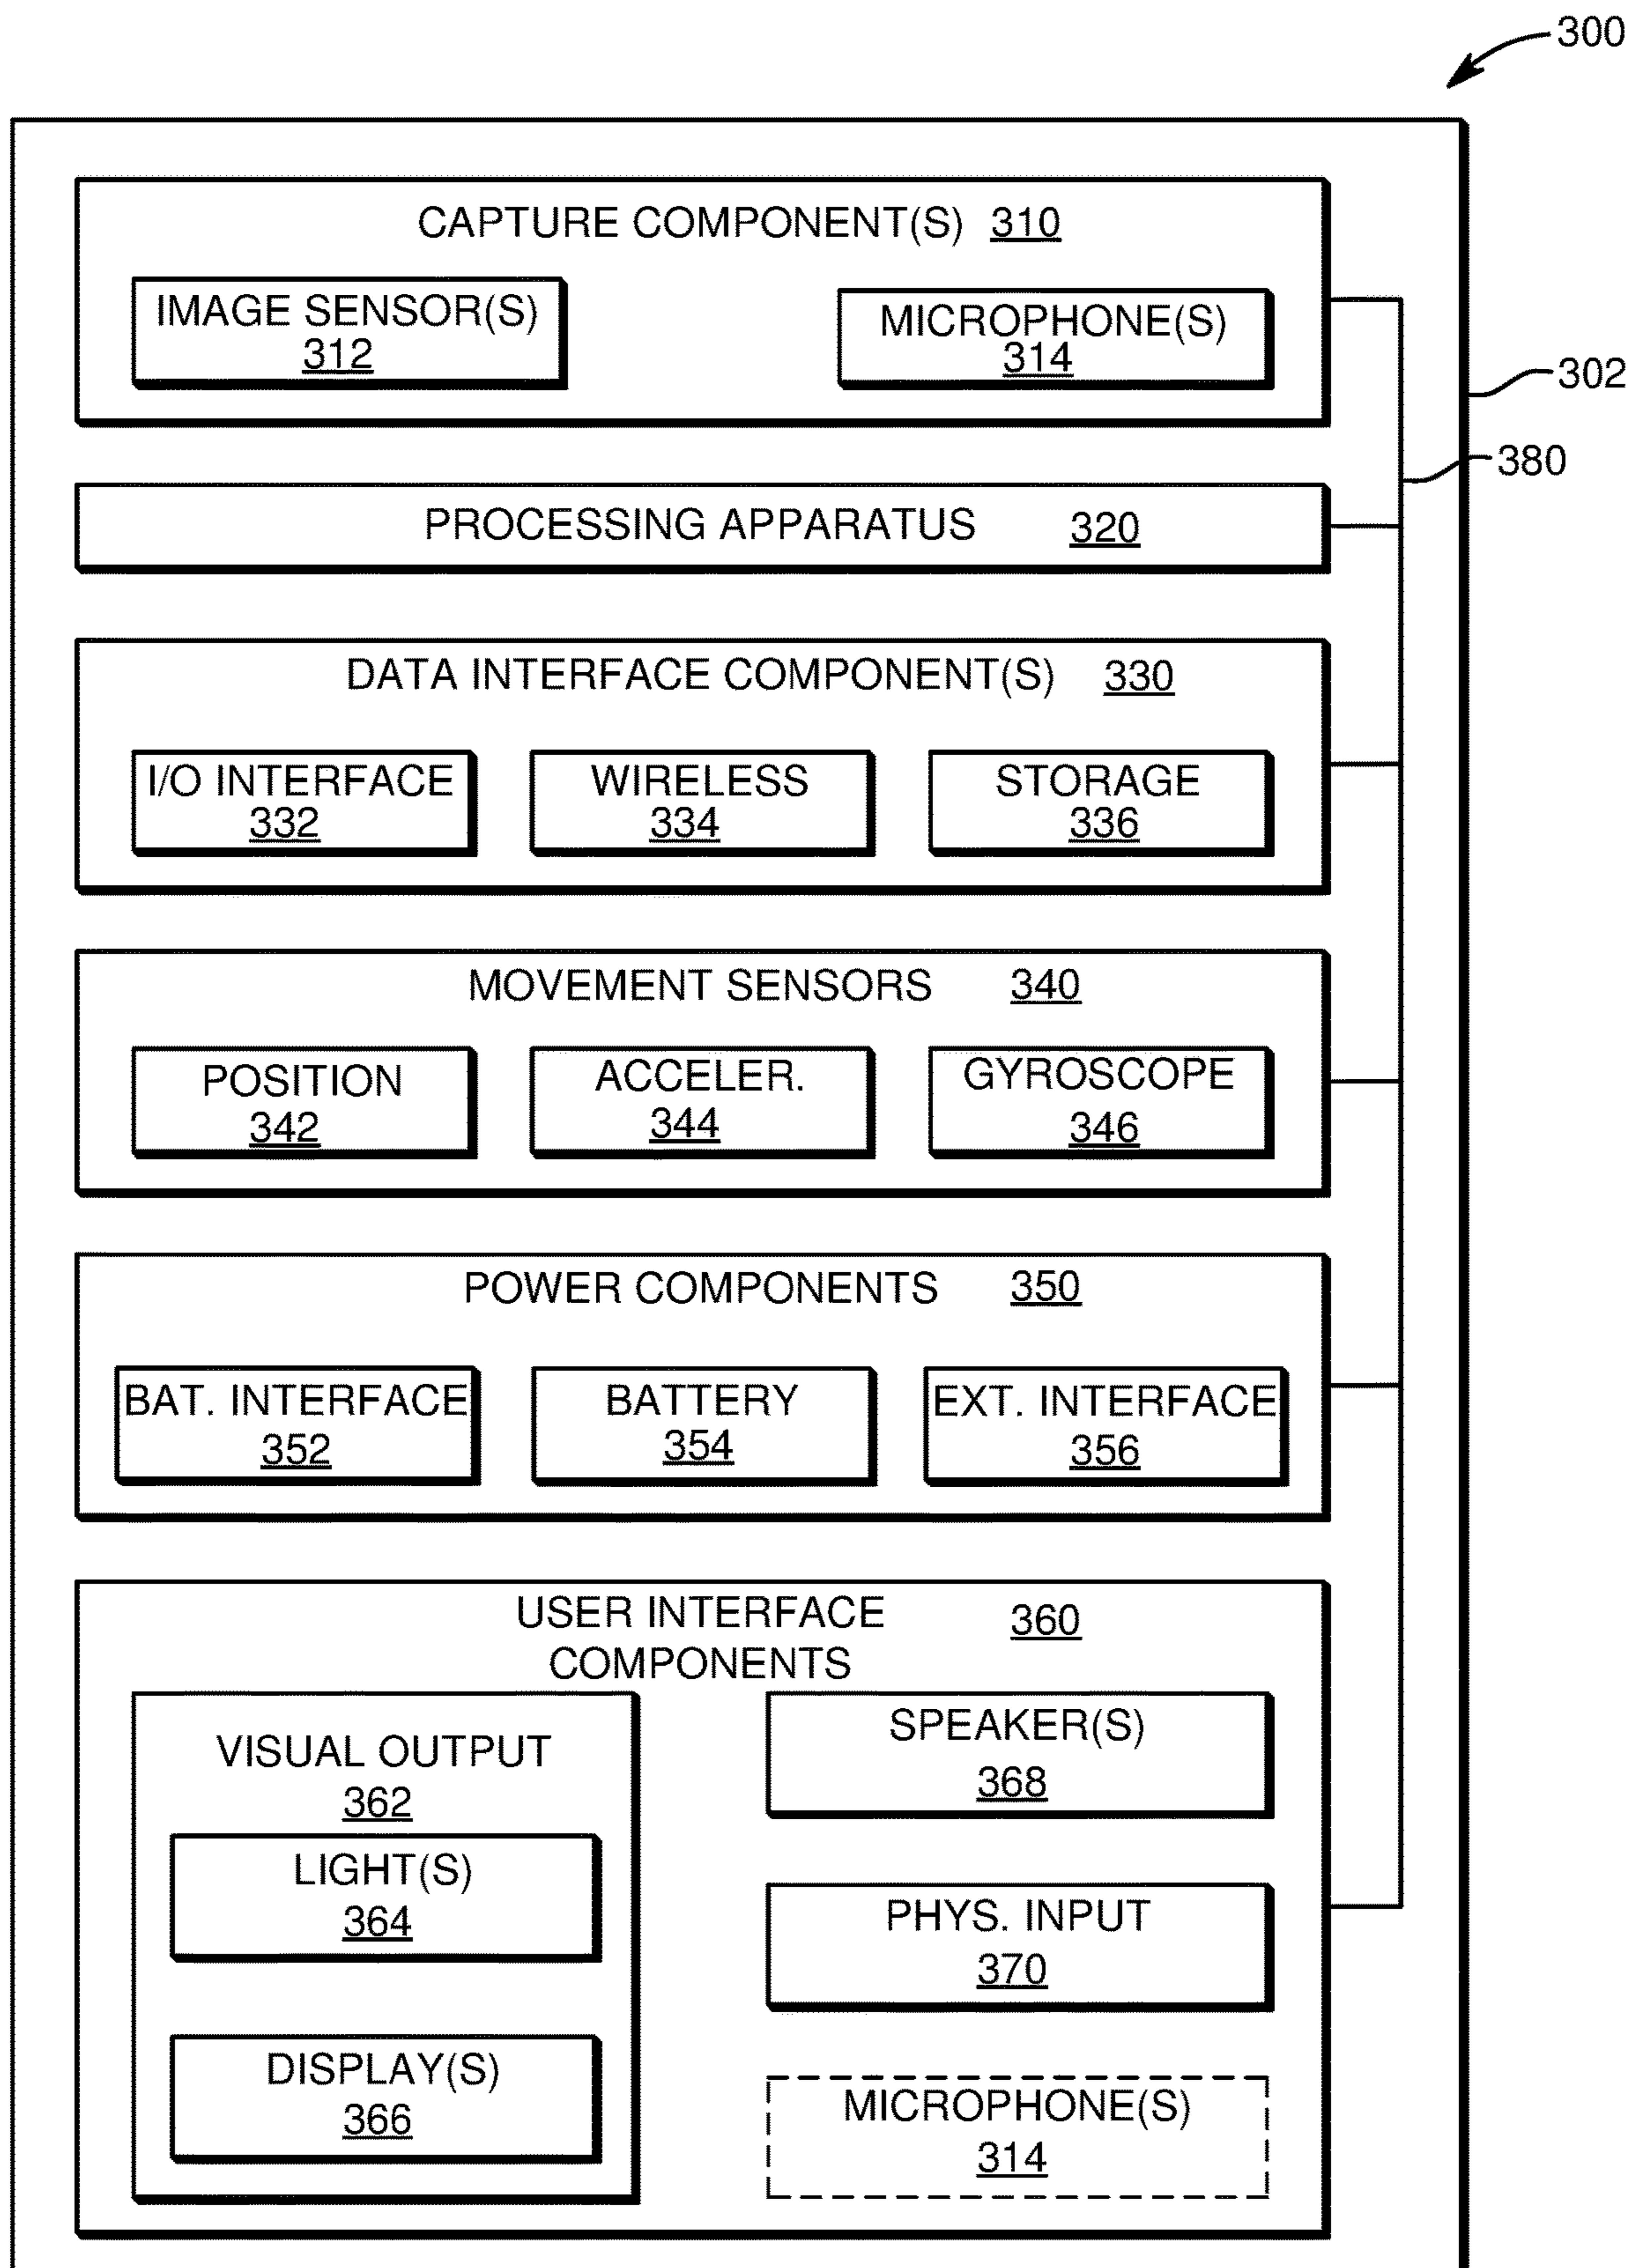 300
CAPTURE COMPONENT(S) 310
IMAGE SENSOR(S)
312
MICROPHONE(S)
314
302
380
PROCESSING APPARATUS 320
DATA INTERFACE COMPONENT(S) 330
I/O INTERFACE
332
WIRELESS
334
STORAGE
336
MOVEMENT SENSORS 340
POSITION
342
ACCELER.
344
GYROSCOPE
346
POWER COMPONENTS 350
BAT. INTERFACE
352
BATTERY
354
EXT. INTERFACE
356
USER INTERFACE 360
COMPONENTS
VISUAL OUTPUT
362
LIGHT(S)
364
DISPLAY(S)
366
SPEAKER(S)
368
PHYS. INPUT
370
MICROPHONE(S)
314